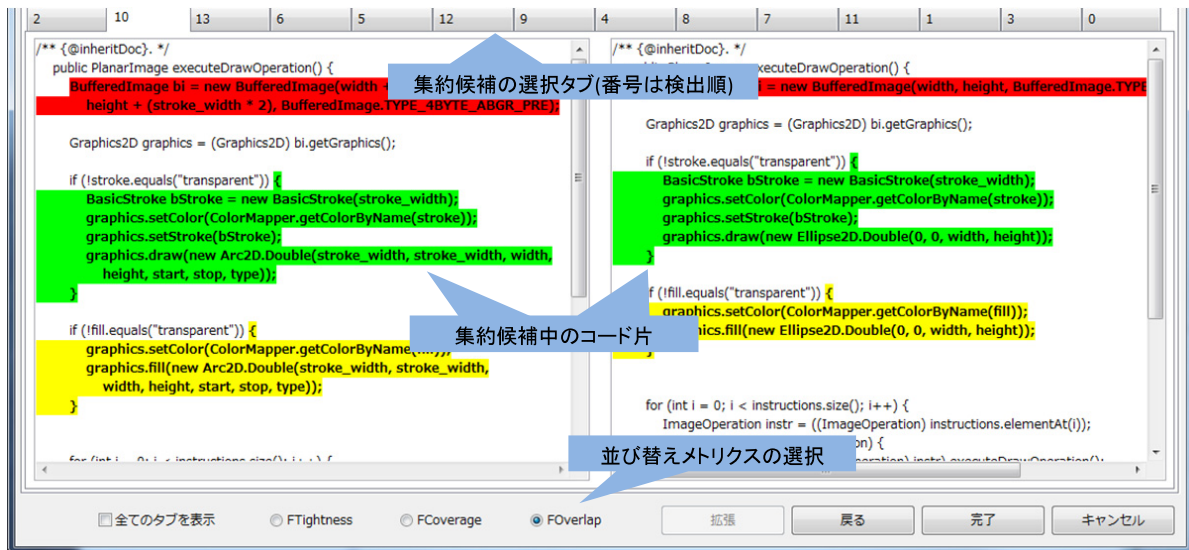 2 10 13 6 5 12 9 4 8 7 11 1 3 0
/** {@inheritDoc}. */
public PlanarImage executeDrawOperation() {
BufferedImage bi = new BufferedImage(width +
height + (stroke_width * 2), BufferedImage.TYPE_4BYTE_ABGR_PRE);
Graphics2D graphics = (Graphics2D) bi.getGraphics();
if (!stroke.equals("transparent")) {
BasicStroke bStroke = new BasicStroke(stroke_width);
graphics.setColor(ColorMapper.getColorByName(stroke));
graphics.setStroke(bStroke);
graphics.draw(new Arc2D.Double(stroke_width, stroke_width, width,
height, start, stop, type));
}
if (!fill.equals("transparent")) {
graphics.setColor(ColorMapper.getColorByName(
graphics.fill(new Arc2D.Double(stroke_width, stroke_width,
width, height, start, stop, type));
}
for (int i = 0; i < instructions.size(); i++) {
/** {@inheritDoc}. */
executeDrawOperation() {
i = new BufferedImage(width, height, BufferedImage.TYPE
Graphics2D graphics = (Graphics2D) bi.getGraphics();
if (!stroke.equals("transparent")) {
BasicStroke bStroke = new BasicStroke(stroke_width);
graphics.setColor(ColorMapper.getColorByName(stroke));
graphics.setStroke(bStroke);
graphics.draw(new Ellipse2D.Double(0, 0, width, height));
}
if (!fill.equals("transparent")) {
graphics.setColor(ColorMapper.getColorByName(fill));
hics.fill(new Ellipse2D.Double(0, 0, width, height));
}
for (int i = 0; i < instructions.size(); i++) {
ImageOperation instr = ((ImageOperation) instructions.elementAt(i));
on) {
instr).executeDrawOperation();
集約候補の選択タブ(番号は検出順)
集約候補中のコード片
並び替えメトリクスの選択
全てのタブを表示 FTightness FCoverage FOverlap 拡張 戻る 完了 キャンセル